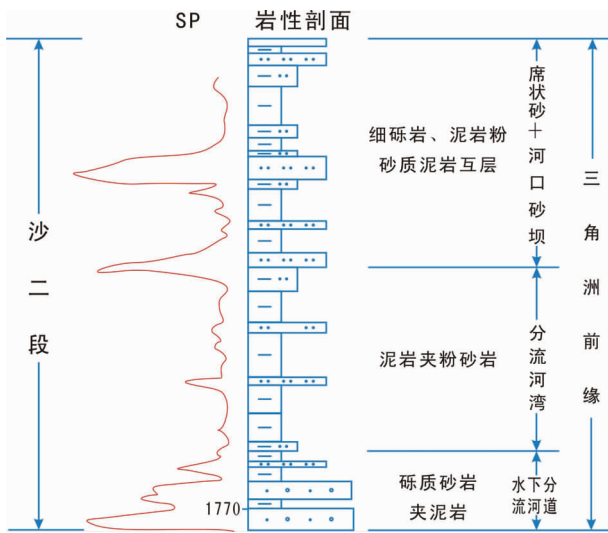 SP
岩性剖面
沙二段
1770
细砾岩、泥岩粉
砂质泥岩互层
泥岩夹粉砂岩
砾质砂岩
夹泥岩
席状砂+河口砂坝
分流河湾
水下分
流河道
三角洲前缘